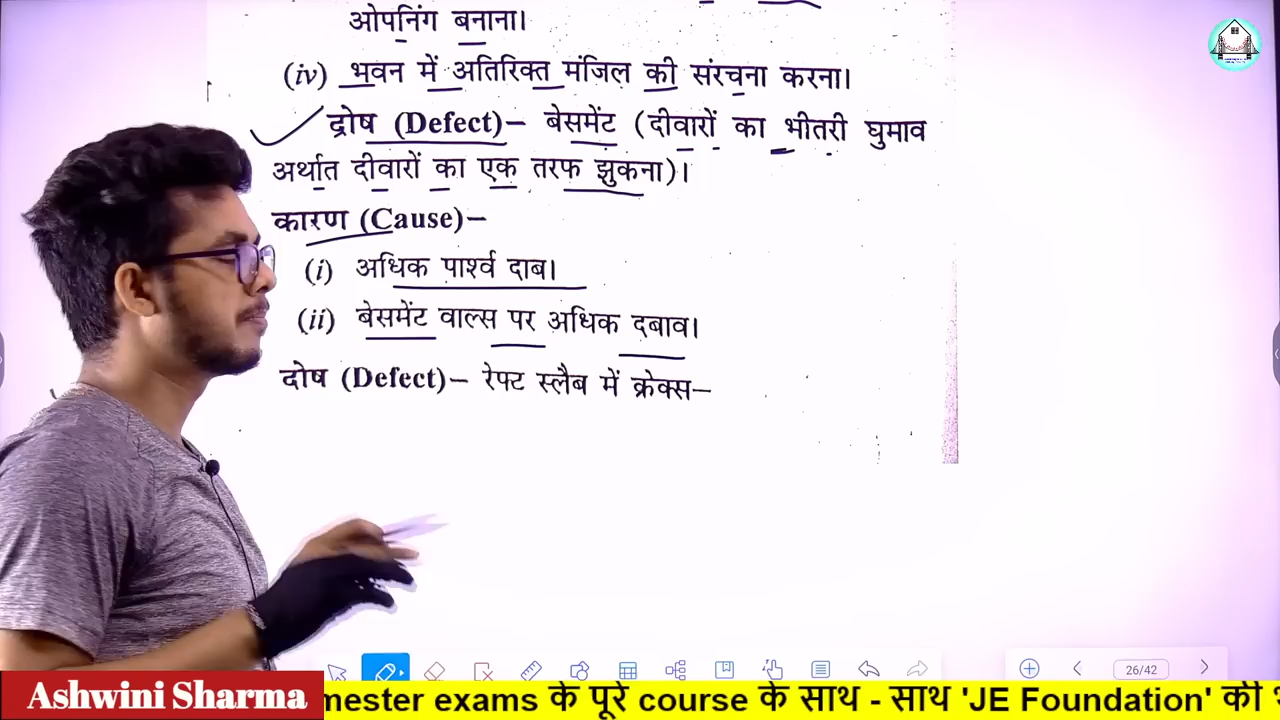 ओपनिंग बनाना।
(iv) भवन में अतिरिक्त मंजिल की संरचना करना।
दोष (Defect)– बेसमेंट (दीवारों का भीतरी घुमाव
अर्थात दीवारों का एक तरफ झुकना)।
कारण (Cause)–
(i) अधिक पार्श्व दाब।
(ii) बेसमेंट वाल्स पर अधिक दबाव।
दोष (Defect)– रेफ्ट स्लैब में क्रेक्स–
26/42
Ashwini Sharma
mester exams के पूरे course के साथ - साथ 'JE Foundation' की